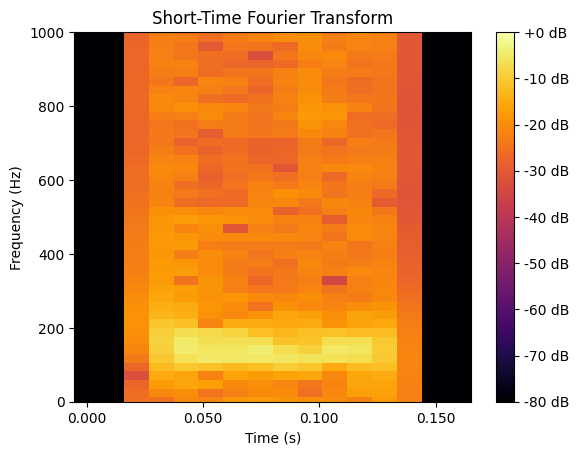 Short-Time Fourier Transform
1000
800
600
400
200
0
Frequency (Hz)
0.000
0.050
0.100
0.150
Time (s)
+0 dB
-10 dB
-20 dB
-30 dB
-40 dB
-50 dB
-60 dB
-70 dB
-80 dB